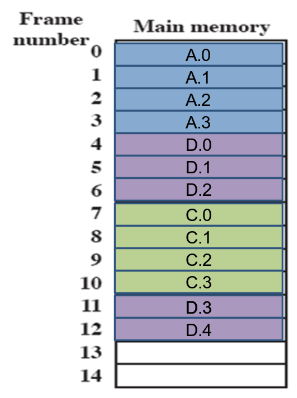 Frame
number
Main memory
0 A.0
1 A.1
2 A.2
3 A.3
4 D.0
5 D.1
6 D.2
7 C.0
8 C.1
9 C.2
10 C.3
11 D.3
12 D.4
13
14